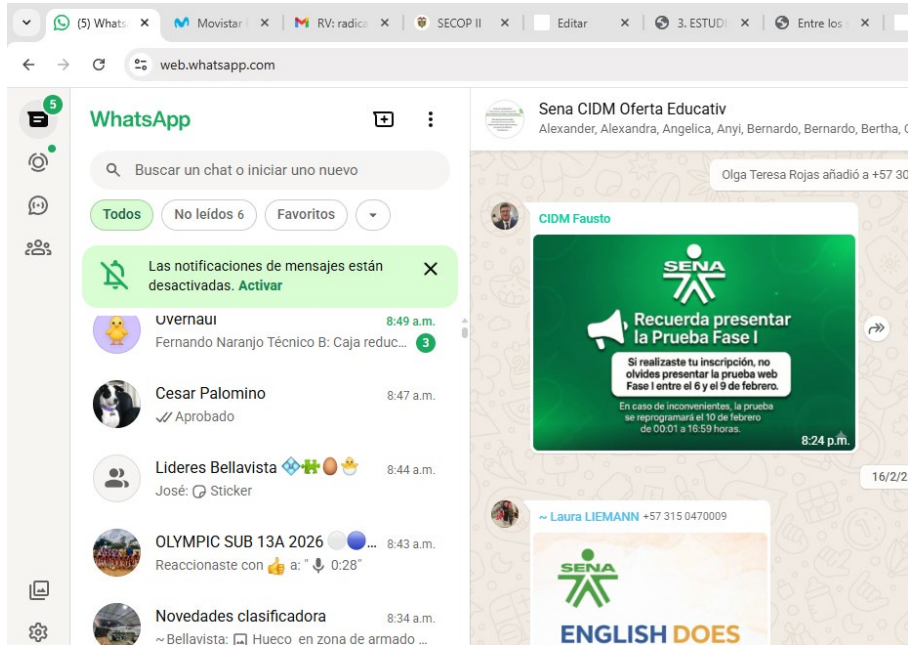 (5) Whats
Movistar
RV: radica
SECOP II
Editar
3. ESTUDI
Entre los
web.whatsapp.com
5
WhatsApp
Buscar un chat o iniciar uno nuevo
Todos
No leídos 6
Favoritos
Las notificaciones de mensajes están
desactivadas. Activar
Overhaul
8:49 a.m.
Fernando Naranjo Técnico B: Caja reduc...
3
Cesar Palomino
8:47 a.m.
Aprobado
Lideres Bellavista
8:44 a.m.
José: Sticker
OLYMPIC SUB 13A 2026 ...
8:43 a.m.
Reaccionaste con 👍 a: " 0:28"
Novedades clasificadora
8:34 a.m.
~ Bellavista: Hueco en zona de armado ...
Sena CIDM Oferta Educativ
Alexander, Alexandra, Angelica, Anyi, Bernardo, Bernardo, Bertha,
Olga Teresa Rojas añadió a +57 30
CIDM Fausto
SENA
Recuerda presentar
la Prueba Fase I
Si realizaste tu inscripción, no
olvides presentar la prueba web
Fase I entre el 6 y el 9 de febrero.
En caso de inconvenientes, la prueba
se reprogramará el 10 de febrero
de 00:01 a 16:59 horas.
8:24 p.m.
16/2/2
~ Laura LIEMANN +57 315 0470009
SENA
ENGLISH DOES